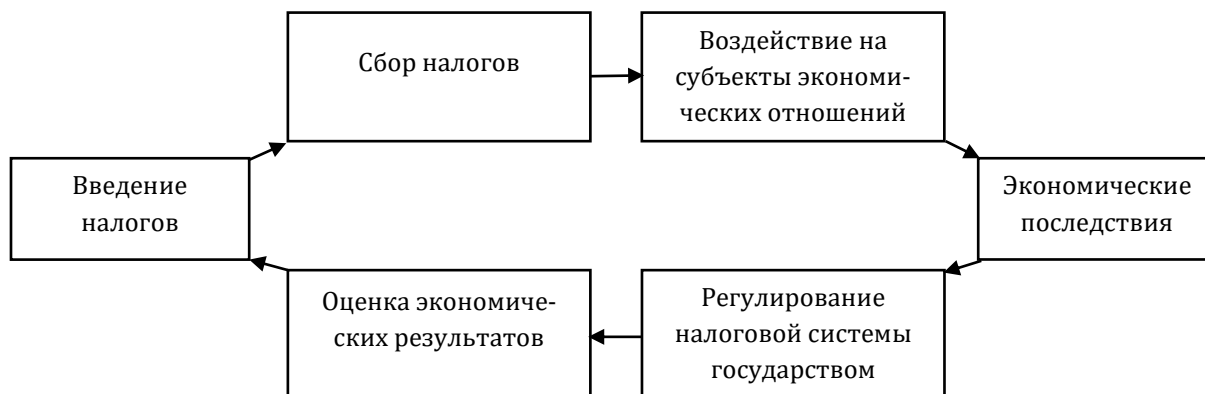 Сбор налогов
Воздействие на
субъекты экономи-
ческих отношений
Введение
налогов
Экономические
последствия
Оценка экономиче-
ских результатов
Регулирование
налоговой системы
государством